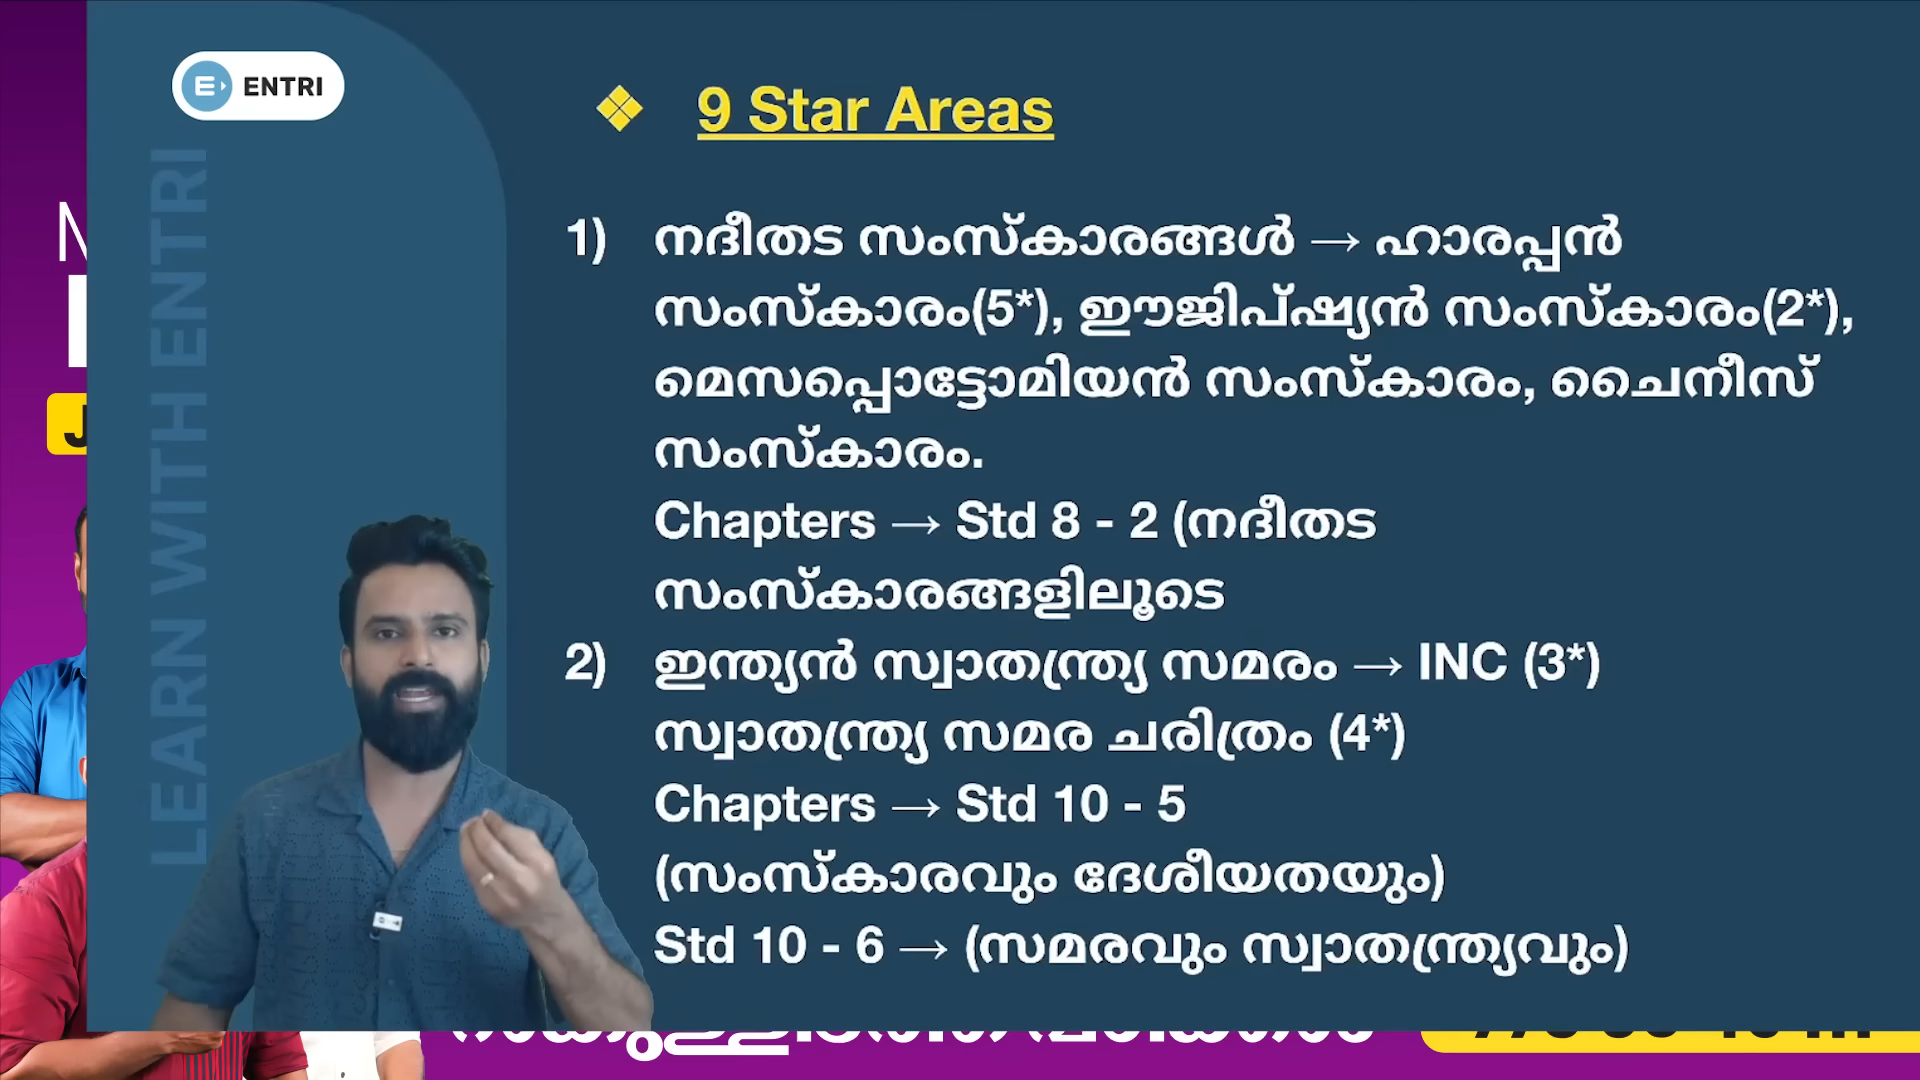 ENTRI
LEARN WITH ENTRI
❖ 9 Star Areas
1) നദീതട സംസ്കാരങ്ങൾ → ഹാരപ്പൻ
സംസ്കാരം(5*), ഈജിപ്ഷ്യൻ സംസ്കാരം(2*),
മെസപ്പൊട്ടോമിയൻ സംസ്കാരം, ചൈനീസ്
സംസ്കാരം.
Chapters → Std 8 - 2 (നദീതട
സംസ്കാരങ്ങളിലൂടെ
2) ഇന്ത്യൻ സ്വാതന്ത്ര്യ സമരം → INC (3*)
സ്വാതന്ത്ര്യ സമര ചരിത്രം (4*)
Chapters → Std 10 - 5
(സംസ്കാരവും ദേശീയതയും)
Std 10 - 6 → (സമരവും സ്വാതന്ത്ര്യവും)